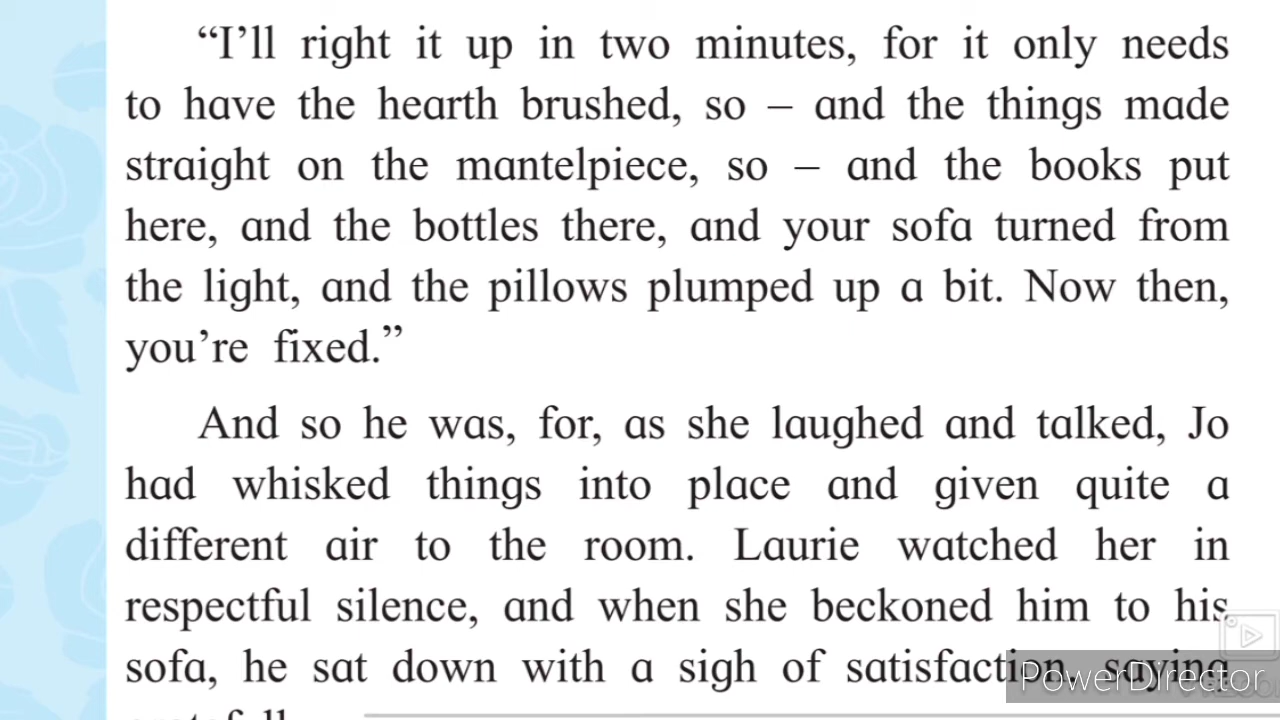 “I’ll right it up in two minutes, for it only needs
to have the hearth brushed, so – and the things made
straight on the mantelpiece, so – and the books put
here, and the bottles there, and your sofa turned from
the light, and the pillows plumped up a bit. Now then,
you’re fixed.”
And so he was, for, as she laughed and talked, Jo
had whisked things into place and given quite a
different air to the room. Laurie watched her in
respectful silence, and when she beckoned him to his
sofa, he sat down with a sigh of satisfaction, saying
PowerDirector